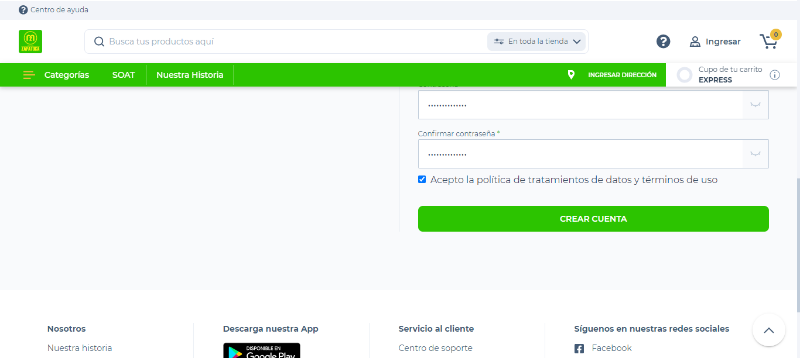 Centro de ayuda
Busca tus productos aquí
En toda la tienda
Ingresar
0
Categorías
SOAT
Nuestra Historia
INGRESAR DIRECCIÓN
Cupo de tu carrito
EXPRESS
••••••••••••••
Confirmar contraseña *
••••••••••••••
Acepto la política de tratamientos de datos y términos de uso
CREAR CUENTA
Nosotros
Nuestra historia
Descarga nuestra App
DISPONIBLE EN
Google Play
Servicio al cliente
Centro de soporte
Síguenos en nuestras redes sociales
Facebook